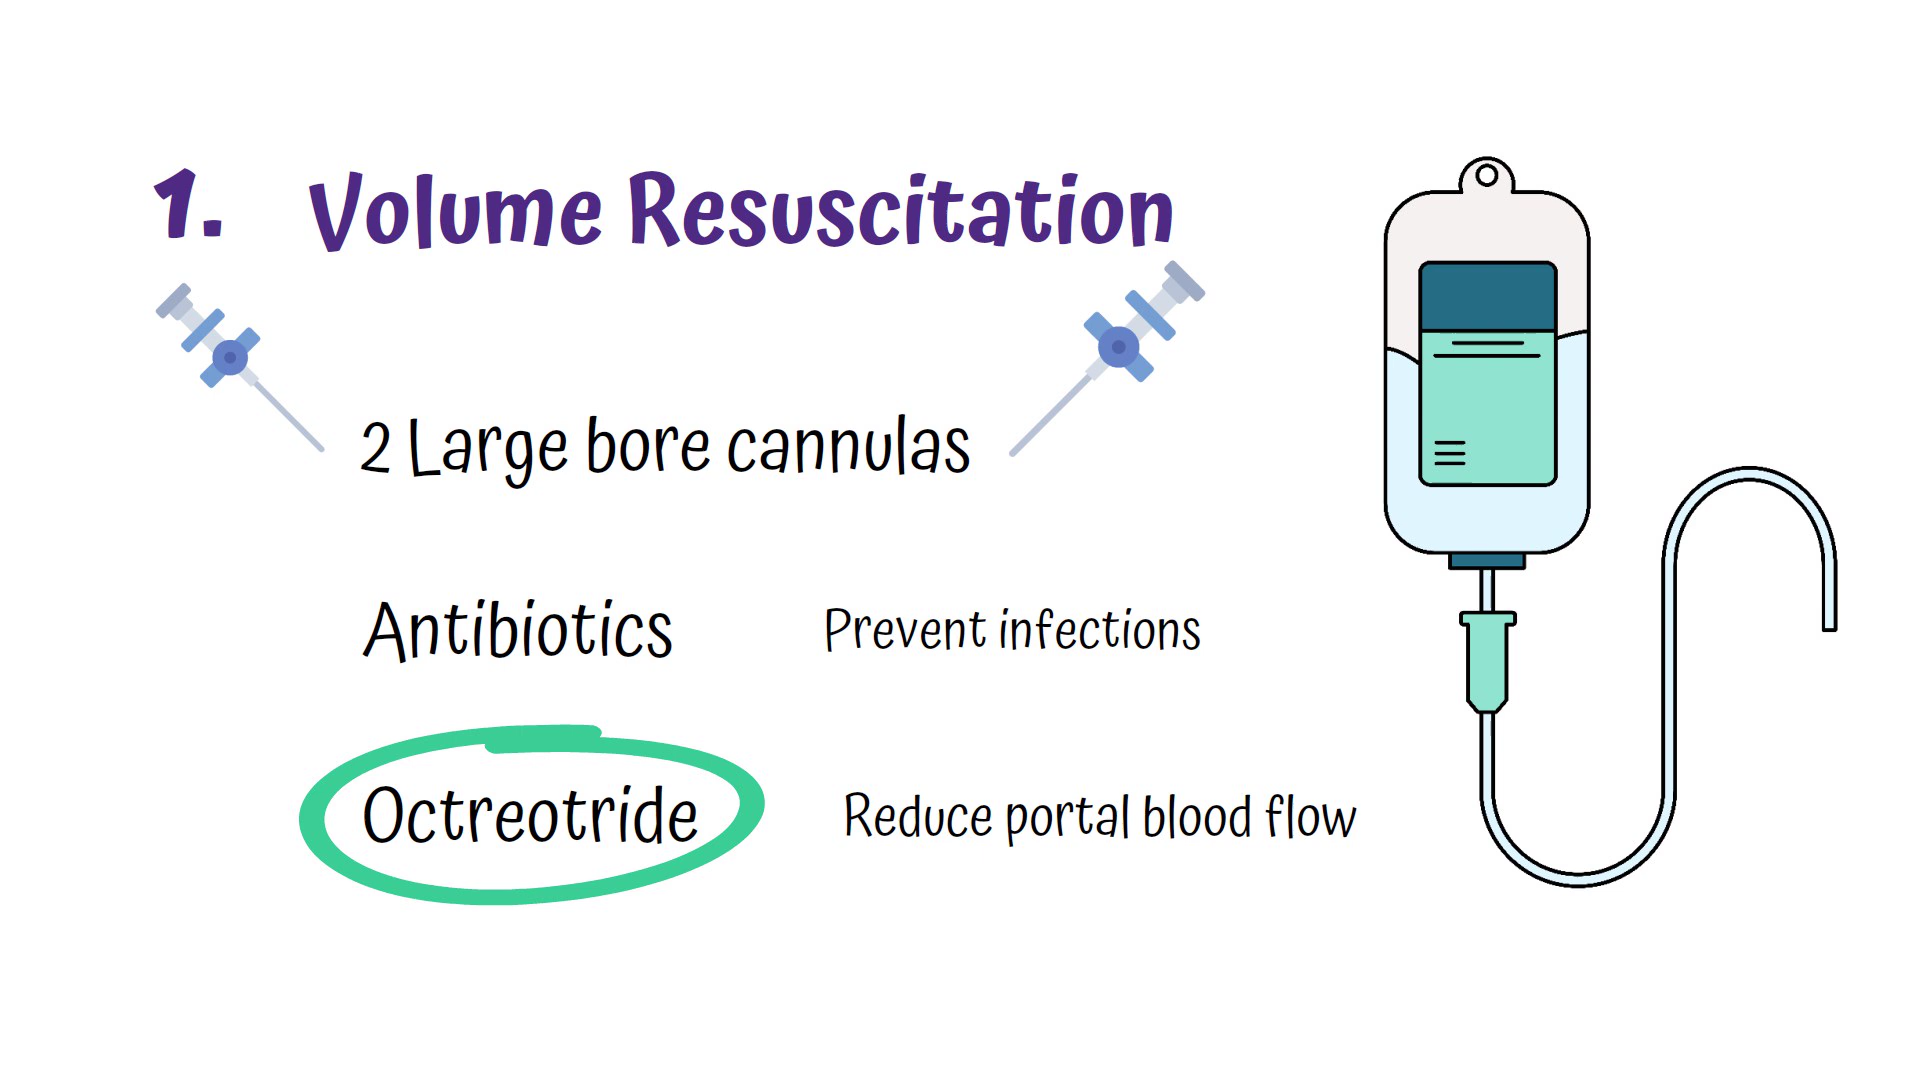 1. Volume Resuscitation
2 Large bore cannulas
Antibiotics Prevent infections
Octreotride Reduce portal blood flow